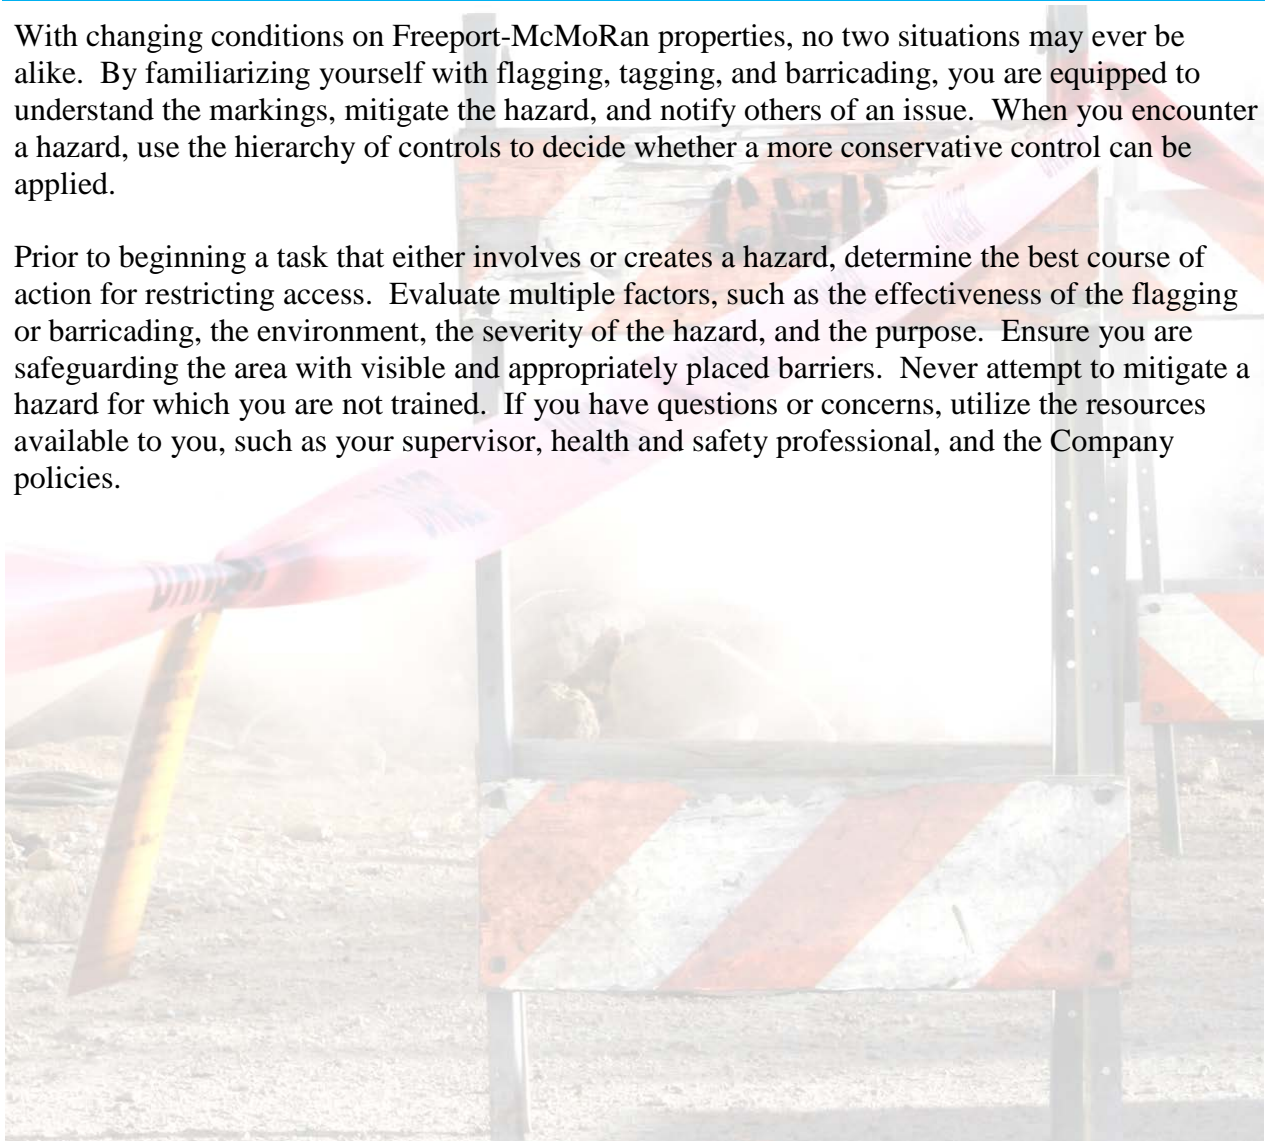 With changing conditions on Freeport-McMoRan properties, no two situations may ever be
alike.  By familiarizing yourself with flagging, tagging, and barricading, you are equipped to
understand the markings, mitigate the hazard, and notify others of an issue.  When you encounter
a hazard, use the hierarchy of controls to decide whether a more conservative control can be
applied.
Prior to beginning a task that either involves or creates a hazard, determine the best course of
action for restricting access.  Evaluate multiple factors, such as the effectiveness of the flagging
or barricading, the environment, the severity of the hazard, and the purpose.  Ensure you are
safeguarding the area with visible and appropriately placed barriers.  Never attempt to mitigate a
hazard for which you are not trained.  If you have questions or concerns, utilize the resources
available to you, such as your supervisor, health and safety professional, and the Company
policies.